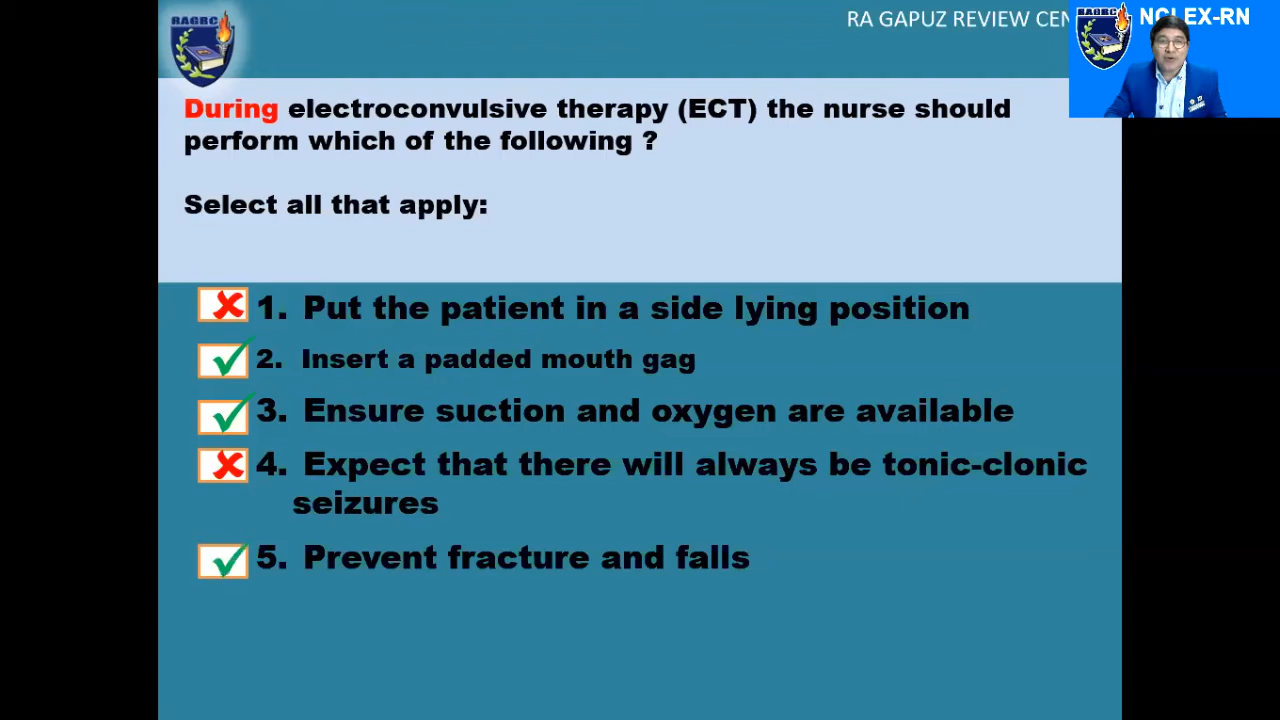 RAGRC
RA GAPUZ REVIEW CEN
RAGRC
NCLEX-RN
During electroconvulsive therapy (ECT) the nurse should
perform which of the following ?
Select all that apply:
1. Put the patient in a side lying position
2. Insert a padded mouth gag
3. Ensure suction and oxygen are available
4. Expect that there will always be tonic-clonic
seizures
5. Prevent fracture and falls